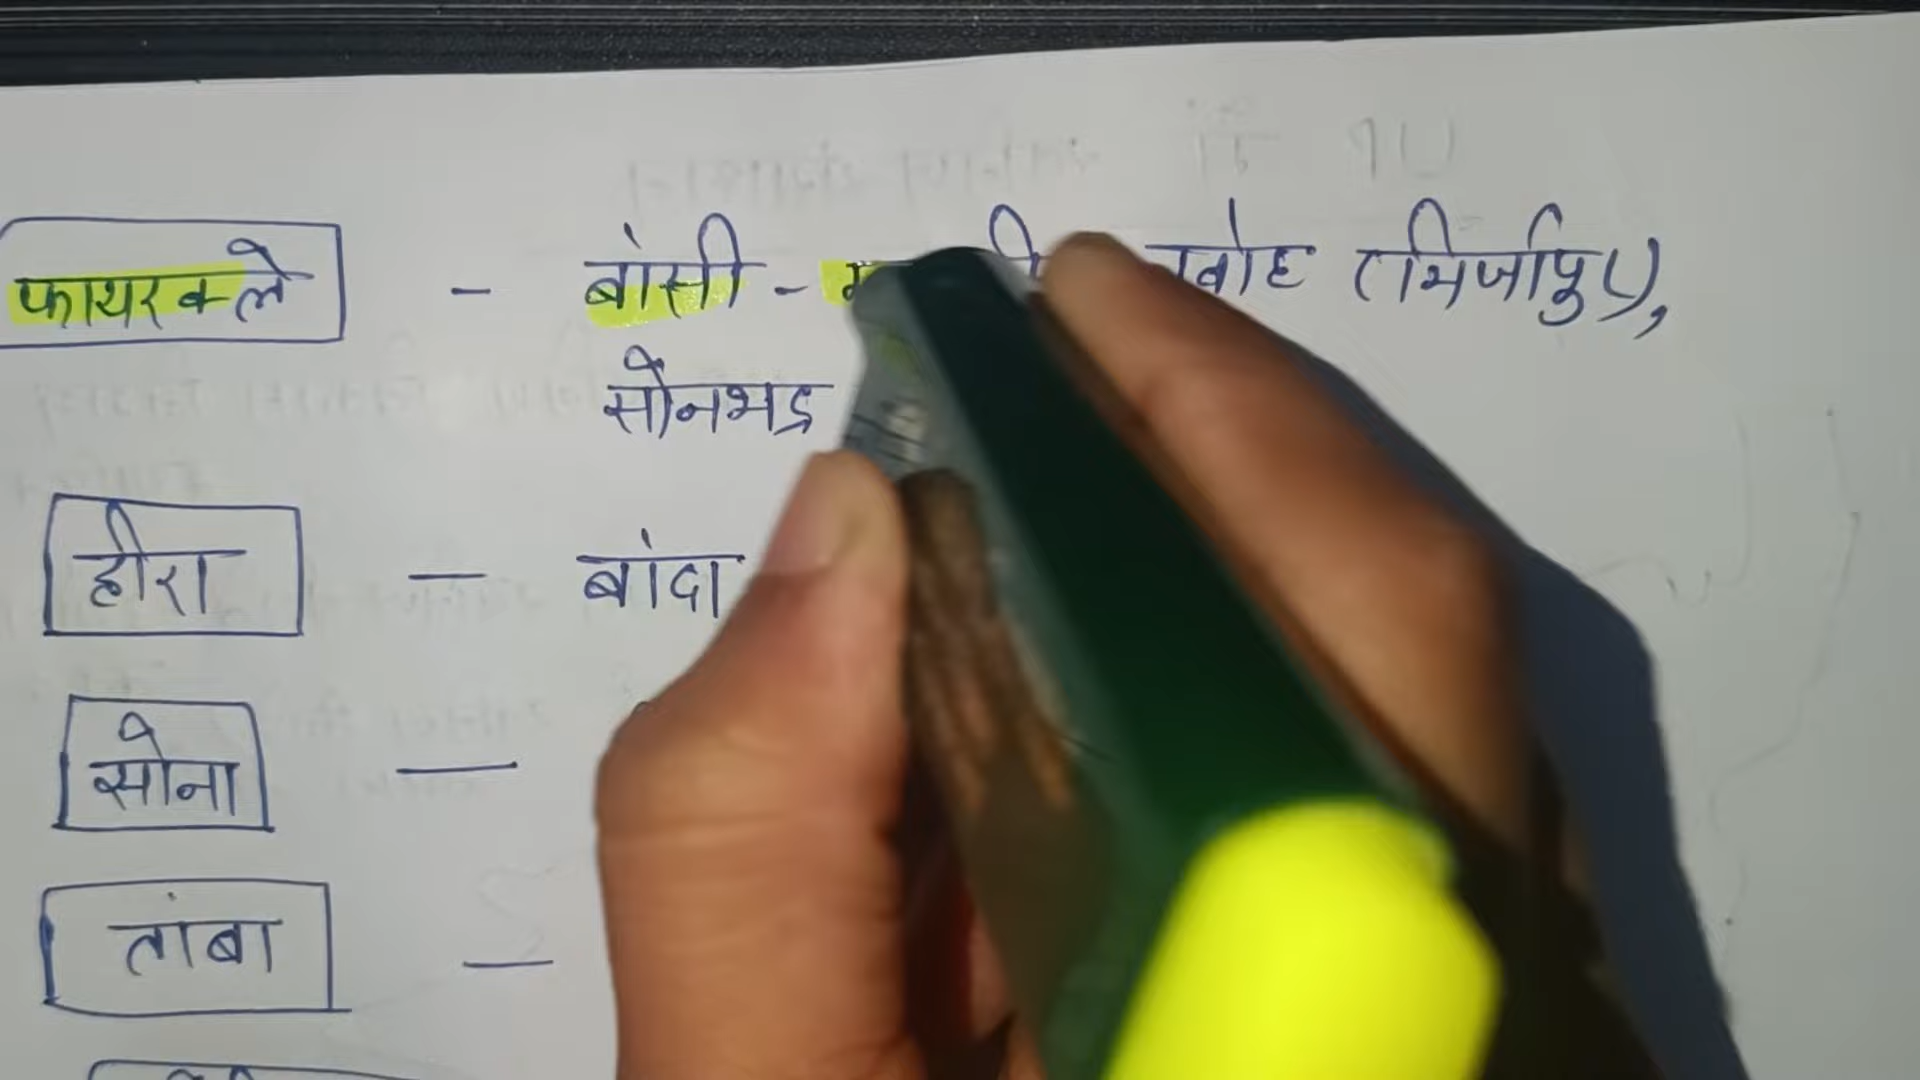 फायरक्ले - बांसी - खोह (मिर्जापुर),
सोनभद्र
हीरा - बांदा
सोना -
तांबा -